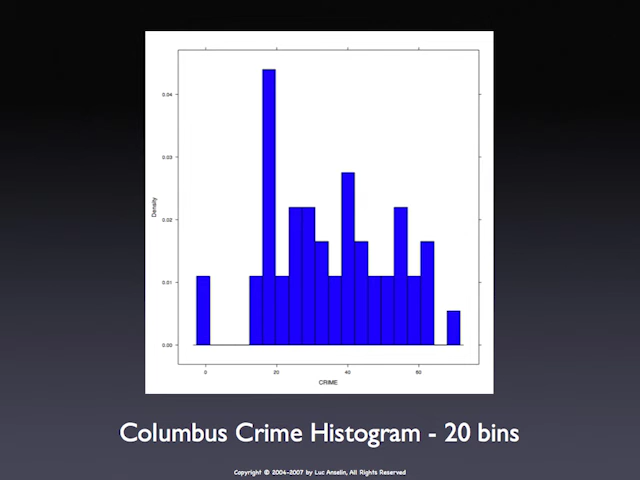 0.04
0.03
Density
0.02
0.01
0.00
0 20 40 60
CRIME
Columbus Crime Histogram - 20 bins
Copyright © 2004-2007 by Luc Anselin, All Rights Reserved